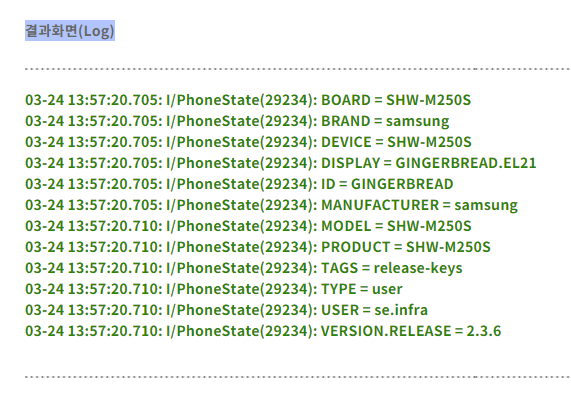 결과화면(Log)
03-24 13:57:20.705: I/PhoneState(29234): BOARD = SHW-M250S
03-24 13:57:20.705: I/PhoneState(29234): BRAND = samsung
03-24 13:57:20.705: I/PhoneState(29234): DEVICE = SHW-M250S
03-24 13:57:20.705: I/PhoneState(29234): DISPLAY = GINGERBREAD.EL21
03-24 13:57:20.705: I/PhoneState(29234): ID = GINGERBREAD
03-24 13:57:20.705: I/PhoneState(29234): MANUFACTURER = samsung
03-24 13:57:20.710: I/PhoneState(29234): MODEL = SHW-M250S
03-24 13:57:20.710: I/PhoneState(29234): PRODUCT = SHW-M250S
03-24 13:57:20.710: I/PhoneState(29234): TAGS = release-keys
03-24 13:57:20.710: I/PhoneState(29234): TYPE = user
03-24 13:57:20.710: I/PhoneState(29234): USER = se.infra
03-24 13:57:20.710: I/PhoneState(29234): VERSION.RELEASE = 2.3.6